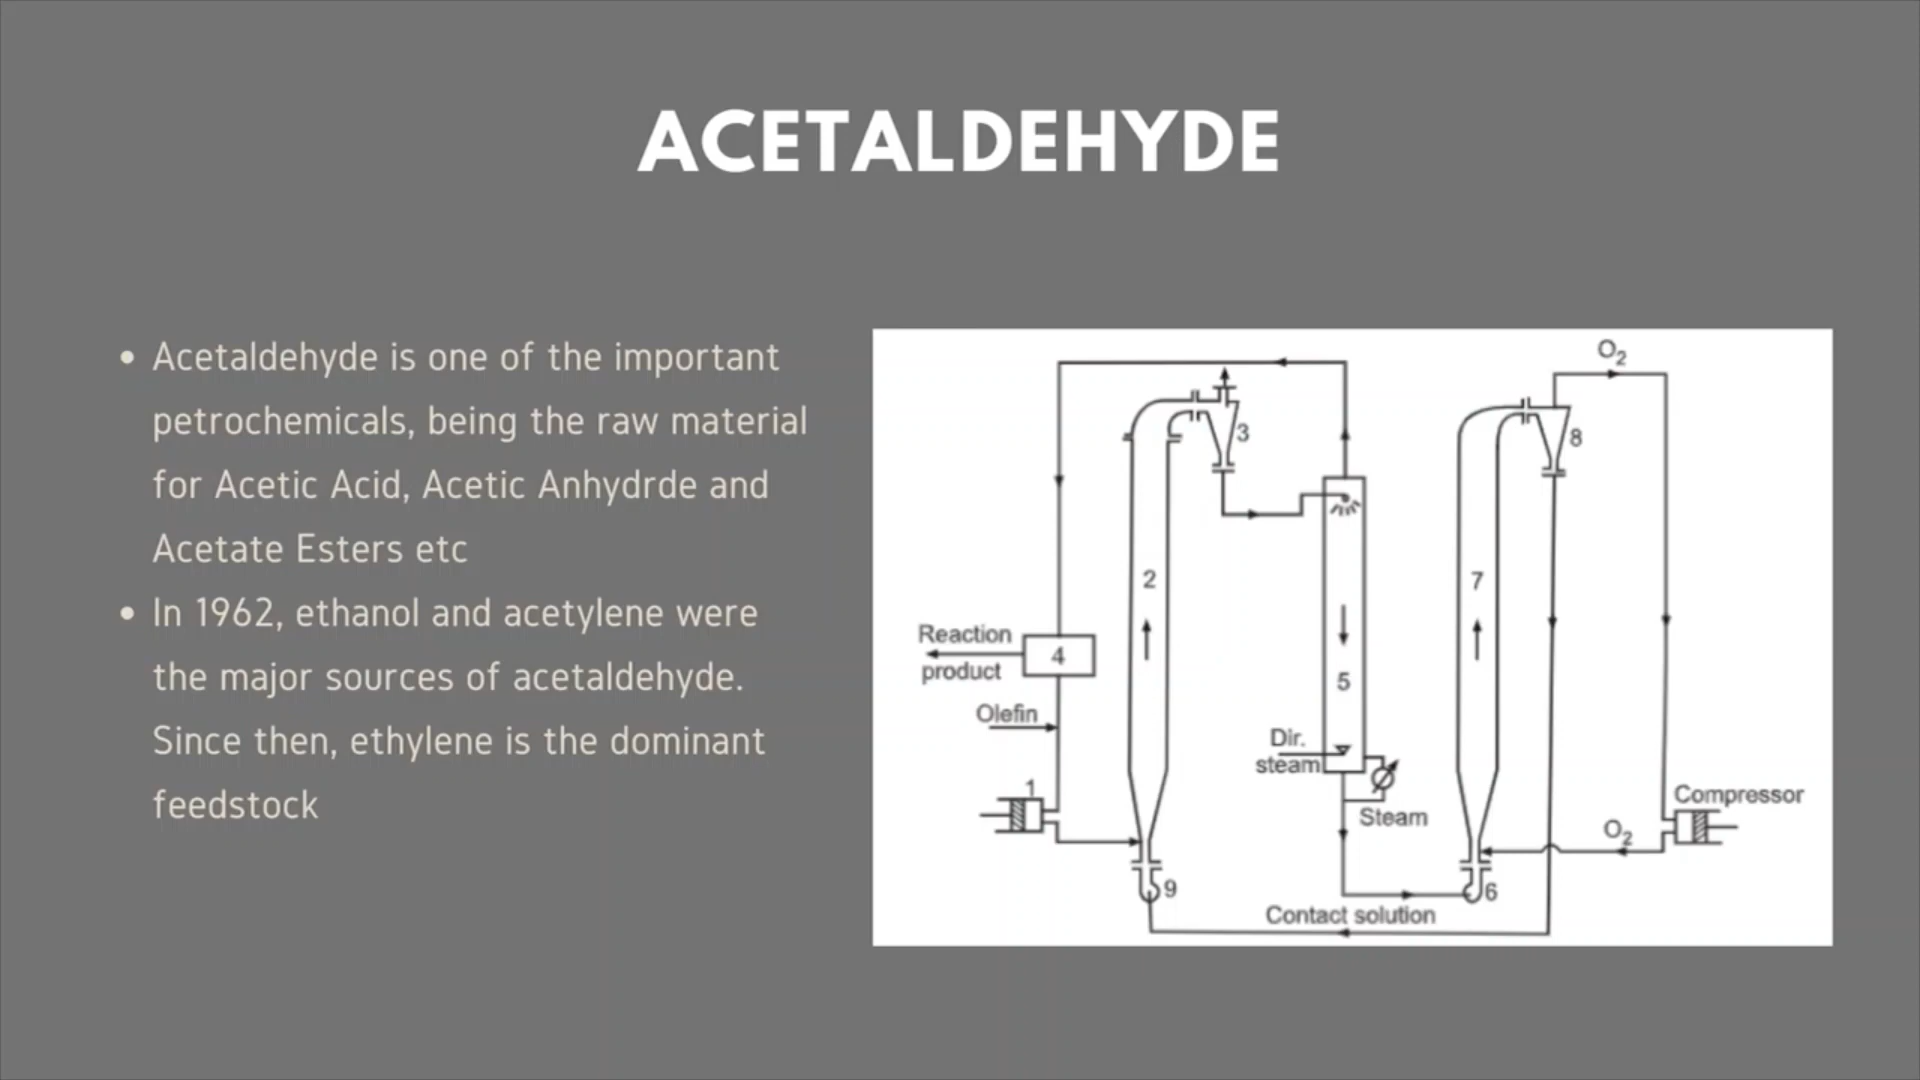 ACETALDEHYDE
• Acetaldehyde is one of the important
petrochemicals, being the raw material
for Acetic Acid, Acetic Anhydrde and
Acetate Esters etc
• In 1962, ethanol and acetylene were
the major sources of acetaldehyde.
Since then, ethylene is the dominant
feedstock
O2
3
8
2
7
Reaction
product
4
5
Olefin
Dir.
steam
1
Steam
Compressor
O2
9
6
Contact solution